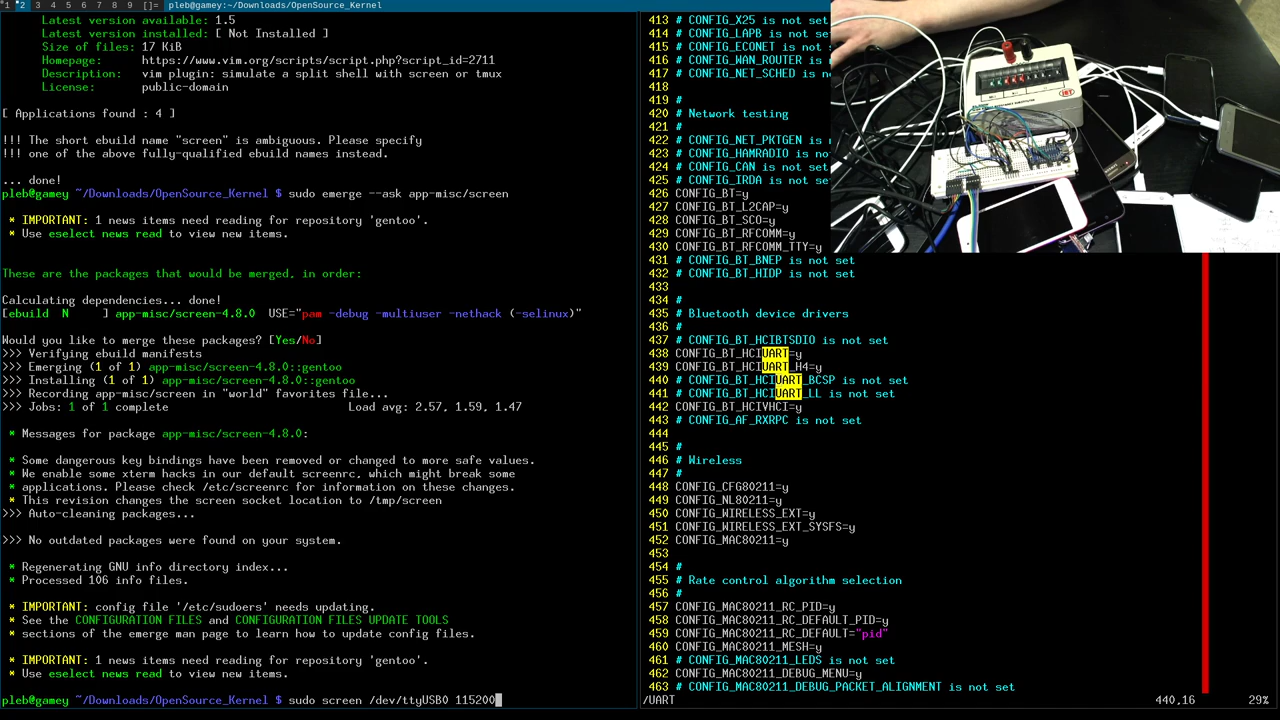 1 2 3 4 5 6 7 8 9 []= pleb@gamey:~/Downloads/OpenSource_Kernel
Latest version available: 1.5
Latest version installed: [ Not Installed ]
Size of files: 17 KiB
Homepage: https://www.vim.org/scripts/script.php?script_id=2711
Description: vim plugin: simulate a split shell with screen or tmux
License: public-domain
[ Applications found : 4 ]
!!! The short ebuild name "screen" is ambiguous. Please specify
!!! one of the above fully-qualified ebuild names instead.
... done!
pleb@gamey ~/Downloads/OpenSource_Kernel $ sudo emerge --ask app-misc/screen
* IMPORTANT: 1 news items need reading for repository 'gentoo'.
* Use eselect news read to view new items.
These are the packages that would be merged, in order:
Calculating dependencies... done!
[ebuild  N     ] app-misc/screen-4.8.0  USE="pam -debug -multiuser -nethack (-selinux)"
Would you like to merge these packages? [Yes/No]
>>> Verifying ebuild manifests
>>> Emerging (1 of 1) app-misc/screen-4.8.0::gentoo
>>> Installing (1 of 1) app-misc/screen-4.8.0::gentoo
>>> Recording app-misc/screen in "world" favorites file...
>>> Jobs: 1 of 1 complete Load avg: 2.57, 1.59, 1.47
* Messages for package app-misc/screen-4.8.0:
* Some dangerous key bindings have been removed or changed to more safe values.
* We enable some xterm hacks in our default screenrc, which might break some
* applications. Please check /etc/screenrc for information on these changes.
* This revision changes the screen socket location to /tmp/screen
>>> Auto-cleaning packages...
>>> No outdated packages were found on your system.
* Regenerating GNU info directory index...
* Processed 106 info files.
* IMPORTANT: config file '/etc/sudoers' needs updating.
* See the CONFIGURATION FILES and CONFIGURATION FILES UPDATE TOOLS
* sections of the emerge man page to learn how to update config files.
* IMPORTANT: 1 news items need reading for repository 'gentoo'.
* Use eselect news read to view new items.
pleb@gamey ~/Downloads/OpenSource_Kernel $ sudo screen /dev/ttyUSB0 115200
413 # CONFIG_X25 is not set
414 # CONFIG_LAPB is not set
415 # CONFIG_ECONET is not set
416 # CONFIG_WAN_ROUTER is
417 # CONFIG_NET_SCHED is no
418
419 #
420 # Network testing
421 #
422 # CONFIG_NET_PKTGEN is n
423 # CONFIG_HAMRADIO is no
424 # CONFIG_CAN is not set
425 # CONFIG_IRDA is not set
426 CONFIG_BT=y
427 CONFIG_BT_L2CAP=y
428 CONFIG_BT_SCO=y
429 CONFIG_BT_RFCOMM=y
430 CONFIG_BT_RFCOMM_TTY=y
431 # CONFIG_BT_BNEP is not set
432 # CONFIG_BT_HIDP is not set
433
434 #
435 # Bluetooth device drivers
436 #
437 # CONFIG_BT_HCIBTSDIO is not set
438 CONFIG_BT_HCIUART=y
439 CONFIG_BT_HCIUART_H4=y
440 # CONFIG_BT_HCIUART_BCSP is not set
441 # CONFIG_BT_HCIUART_LL is not set
442 CONFIG_BT_HCIVHCI=y
443 # CONFIG_AF_RXRPC is not set
444
445 #
446 # Wireless
447 #
448 CONFIG_CFG80211=y
449 CONFIG_NL80211=y
450 CONFIG_WIRELESS_EXT=y
451 CONFIG_WIRELESS_EXT_SYSFS=y
452 CONFIG_MAC80211=y
453
454 #
455 # Rate control algorithm selection
456 #
457 CONFIG_MAC80211_RC_PID=y
458 CONFIG_MAC80211_RC_DEFAULT_PID=y
459 CONFIG_MAC80211_RC_DEFAULT="pid"
460 CONFIG_MAC80211_MESH=y
461 # CONFIG_MAC80211_LEDS is not set
462 CONFIG_MAC80211_DEBUG_MENU=y
463 # CONFIG_MAC80211_DEBUG_PACKET_ALIGNMENT is not set
/UART 440,16 29%